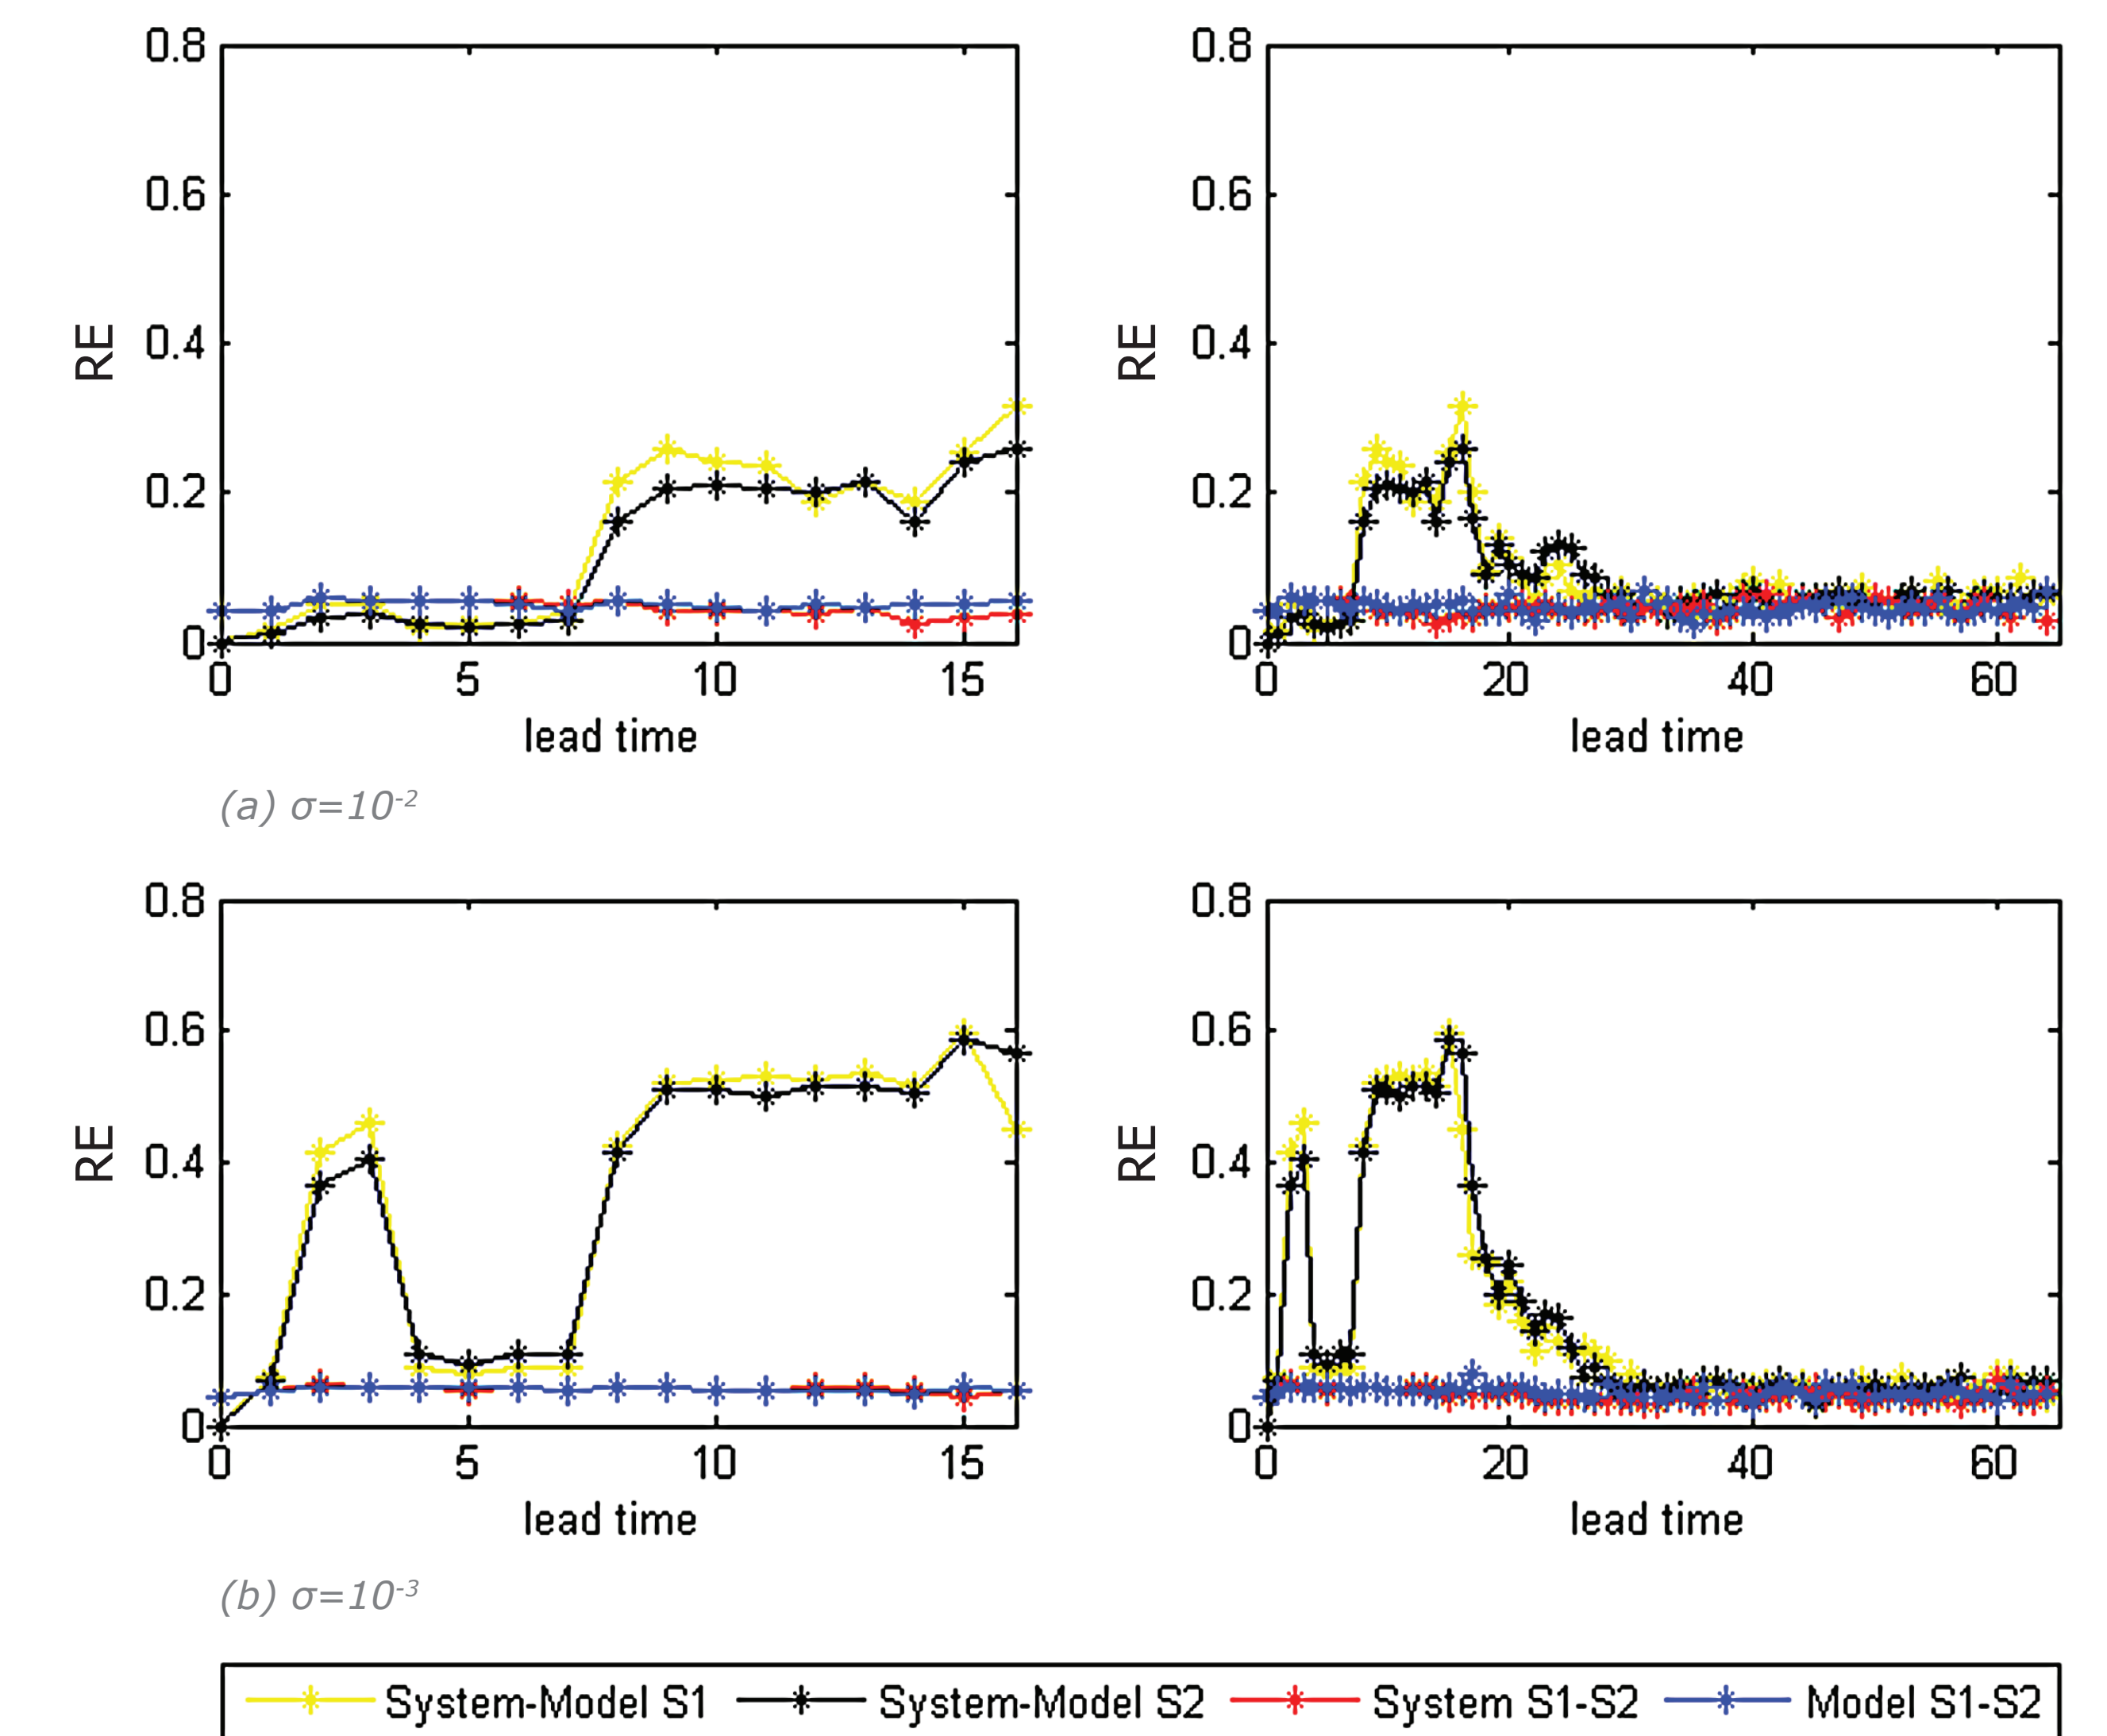 0.8
0.6
0.4
0.2
0
RE
0 5 10 15
lead time
0.8
0.6
0.4
0.2
0
RE
0 20 40 60
lead time
(a) σ=10⁻²
0.8
0.6
0.4
0.2
0
RE
0 5 10 15
lead time
0.8
0.6
0.4
0.2
0
RE
0 20 40 60
lead time
(b) σ=10⁻³
System-Model S1 System-Model S2 System S1-S2 Model S1-S2